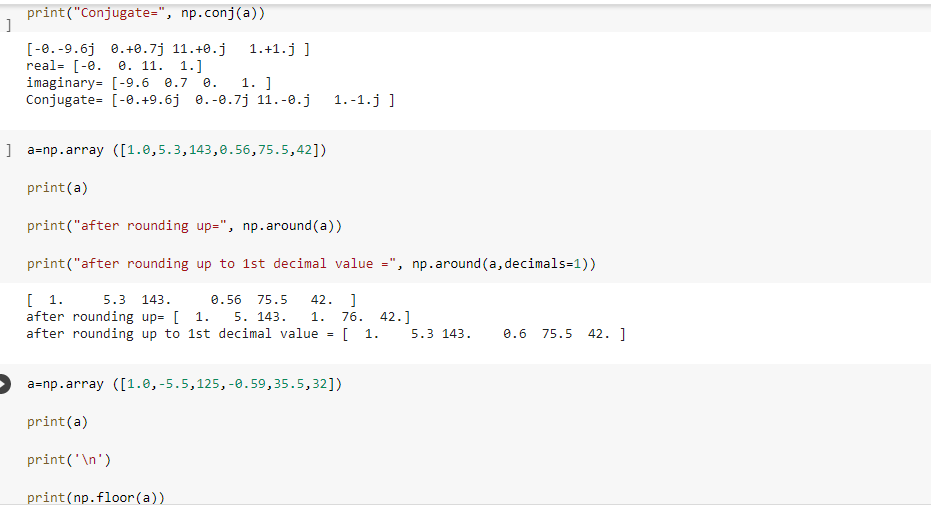 print("Conjugate=", np.conj(a))
]
[-0.-9.6j  0.+0.7j 11.+0.j   1.+1.j ]
real= [-0.  0. 11.  1.]
imaginary= [-9.6  0.7  0.   1. ]
Conjugate= [-0.+9.6j  0.-0.7j 11.-0.j   1.-1.j ]
] a=np.array ([1.0,5.3,143,0.56,75.5,42])
print(a)
print("after rounding up=", np.around(a))
print("after rounding up to 1st decimal value =", np.around(a,decimals=1))
[  1.     5.3  143.     0.56  75.5   42.  ]
after rounding up= [  1.   5. 143.   1.  76.  42.]
after rounding up to 1st decimal value = [  1.    5.3 143.    0.6  75.5  42. ]
a=np.array ([1.0,-5.5,125,-0.59,35.5,32])
print(a)
print('\n')
print(np.floor(a))